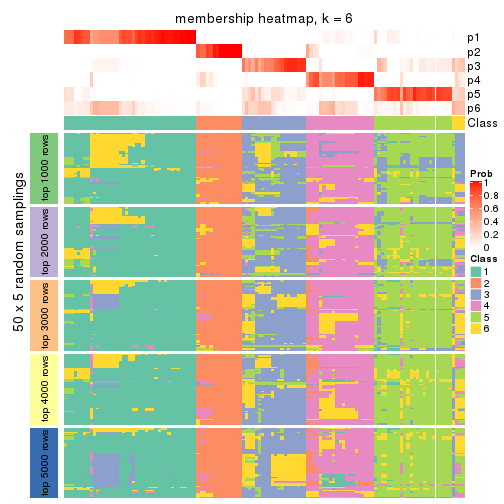 membership heatmap, k = 6
p1
p2
p3
p4
p5
p6
Class
50 x 5 random samplings
top 1000 rows
top 2000 rows
top 3000 rows
top 4000 rows
top 5000 rows
Prob
1
0.8
0.6
0.4
0.2
0
Class
1
2
3
4
5
6